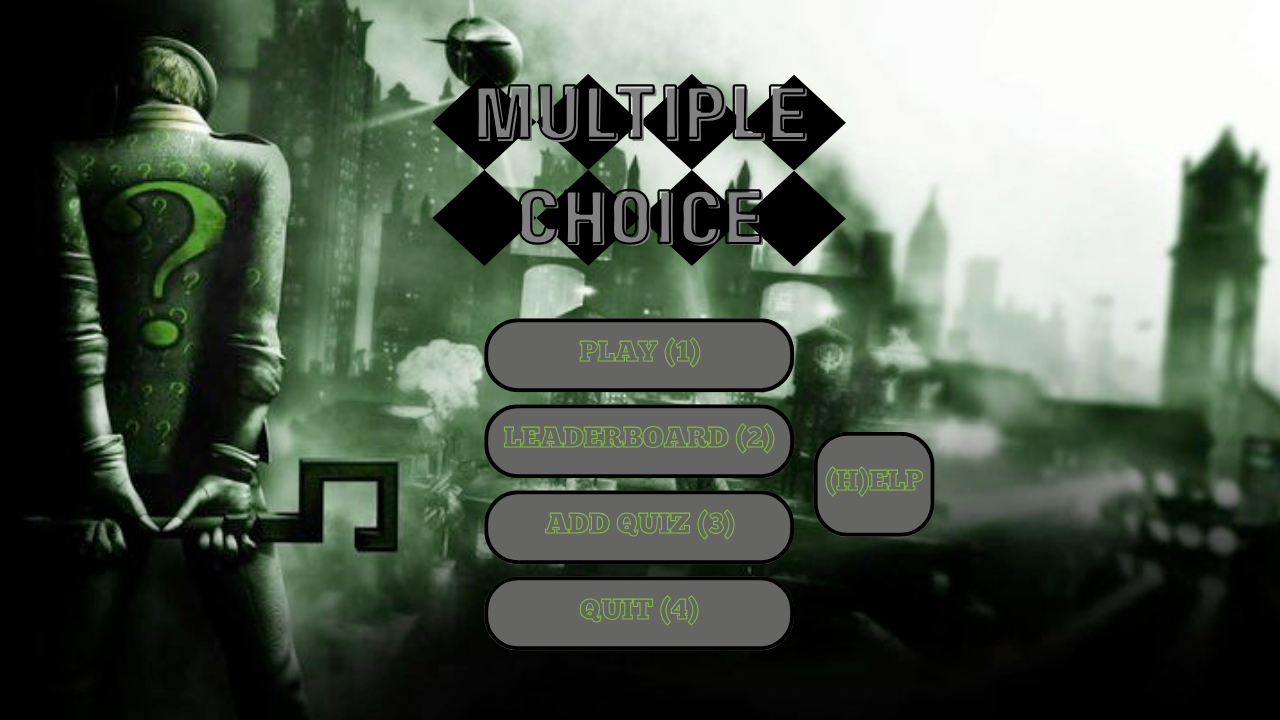 MULTIPLE
CHOICE
PLAY (1)
LEADERBOARD (2)
(H)ELP
ADD QUIZ (3)
QUIT (4)
?